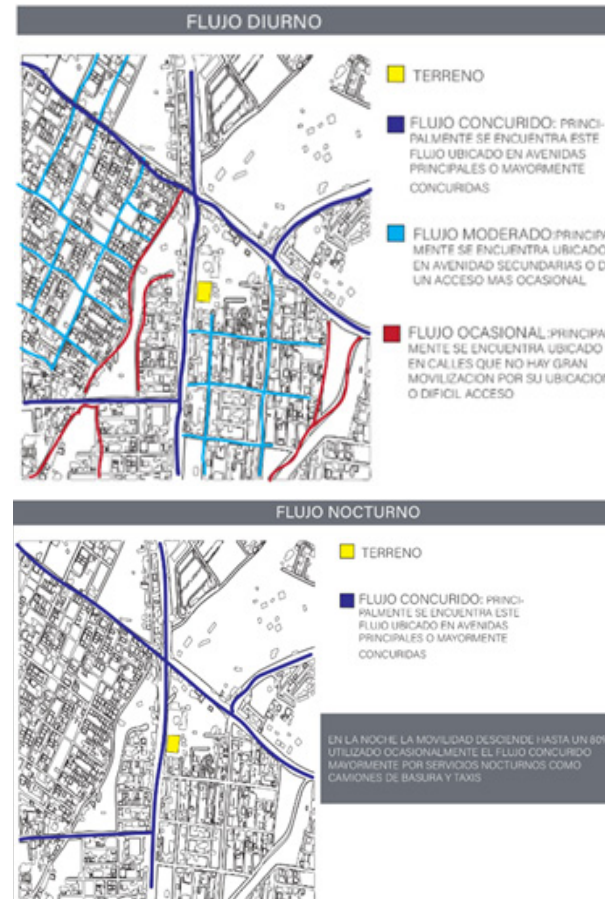 FLUJO DIURNO
TERRENO
FLUJO CONCURIDO: PRINCI-
PALMENTE SE ENCUENTRA ESTE
FLUJO UBICADO EN AVENIDAS
PRINCIPALES O MAYORMENTE
CONCURIDAS
FLUJO MODERADO:PRINCIPA
MENTE SE ENCUENTRA UBICADO
EN AVENIDAD SECUNDARIAS O D
UN ACCESO MAS OCASIONAL
FLUJO OCASIONAL:PRINCIPA
MENTE SE ENCUENTRA UBICADO
EN CALLES QUE NO HAY GRAN
MOVILIZACION POR SU UBICACION
O DIFICIL ACCESO
FLUJO NOCTURNO
TERRENO
FLUJO CONCURIDO: PRINCI-
PALMENTE SE ENCUENTRA ESTE
FLUJO UBICADO EN AVENIDAS
PRINCIPALES O MAYORMENTE
CONCURIDAS
EN LA NOCHE LA MOVILIDAD DESCIENDE HASTA UN 80%
UTILIZADO OCASIONALMENTE EL FLUJO CONCURIDO
MAYORMENTE POR SERVICIOS NOCTURNOS COMO
CAMIONES DE BASURA Y TAXIS